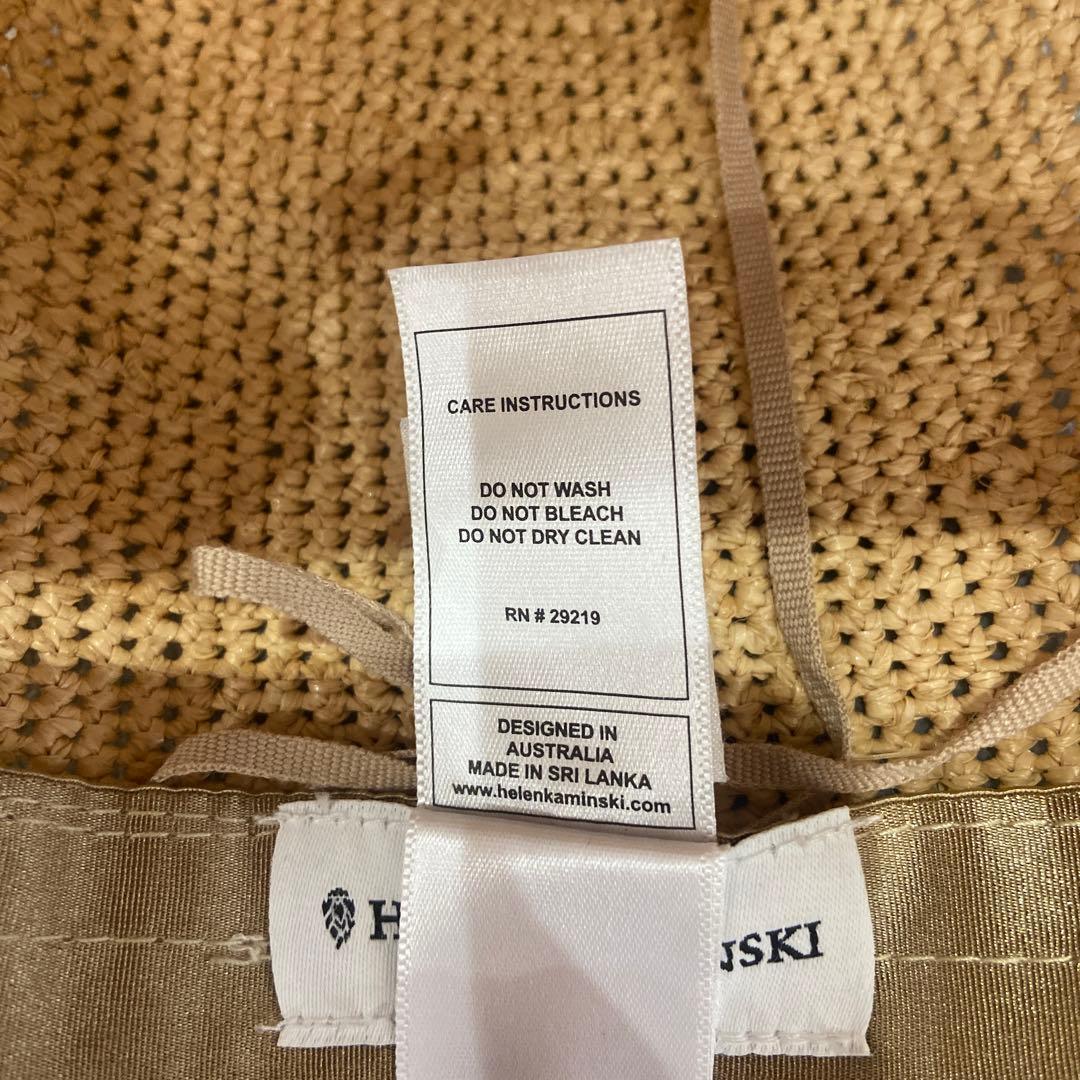 CARE INSTRUCTIONS
DO NOT WASH
DO NOT BLEACH
DO NOT DRY CLEAN
RN # 29219
DESIGNED IN
AUSTRALIA
MADE IN SRI LANKA
www.helenkaminski.com
H NSKI